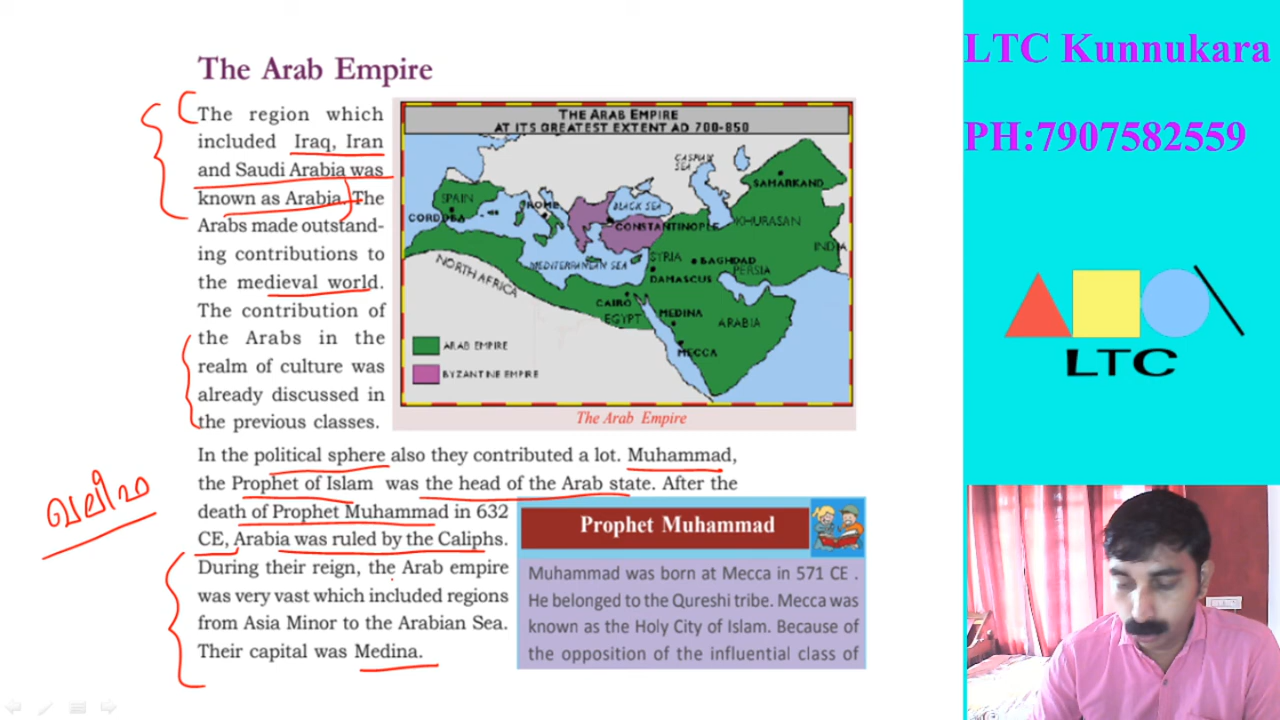 The Arab Empire
The region which
included Iraq, Iran
and Saudi Arabia was
known as Arabia. The
Arabs made outstand-
ing contributions to
the medieval world.
The contribution of
the Arabs in the
realm of culture was
already discussed in
the previous classes.
THE ARAB EMPIRE
AT ITS GREATEST EXTENT AD 700-850
CASPIAN
SEA
SAMARKAND
SPAIN
ROME
BLACK SEA
CORDOBA
CONSTANTINOPLE
KHURASAN
INDIA
SYRIA
BAGHDAD
MEDITERRANEAN SEA
PERSIA
DAMASCUS
NORTH AFRICA
CAIRO
EGYPT
MEDINA
ARABIA
MECCA
ARAB EMPIRE
BYZANTINE EMPIRE
The Arab Empire
In the political sphere also they contributed a lot. Muhammad,
the Prophet of Islam was the head of the Arab state. After the
death of Prophet Muhammad in 632
CE, Arabia was ruled by the Caliphs.
During their reign, the Arab empire
was very vast which included regions
from Asia Minor to the Arabian Sea.
Their capital was Medina.
ഖലീഫ
Prophet Muhammad
Muhammad was born at Mecca in 571 CE .
He belonged to the Qureshi tribe. Mecca was
known as the Holy City of Islam. Because of
the opposition of the influential class of
LTC Kunnukara
PH:7907582559
LTC